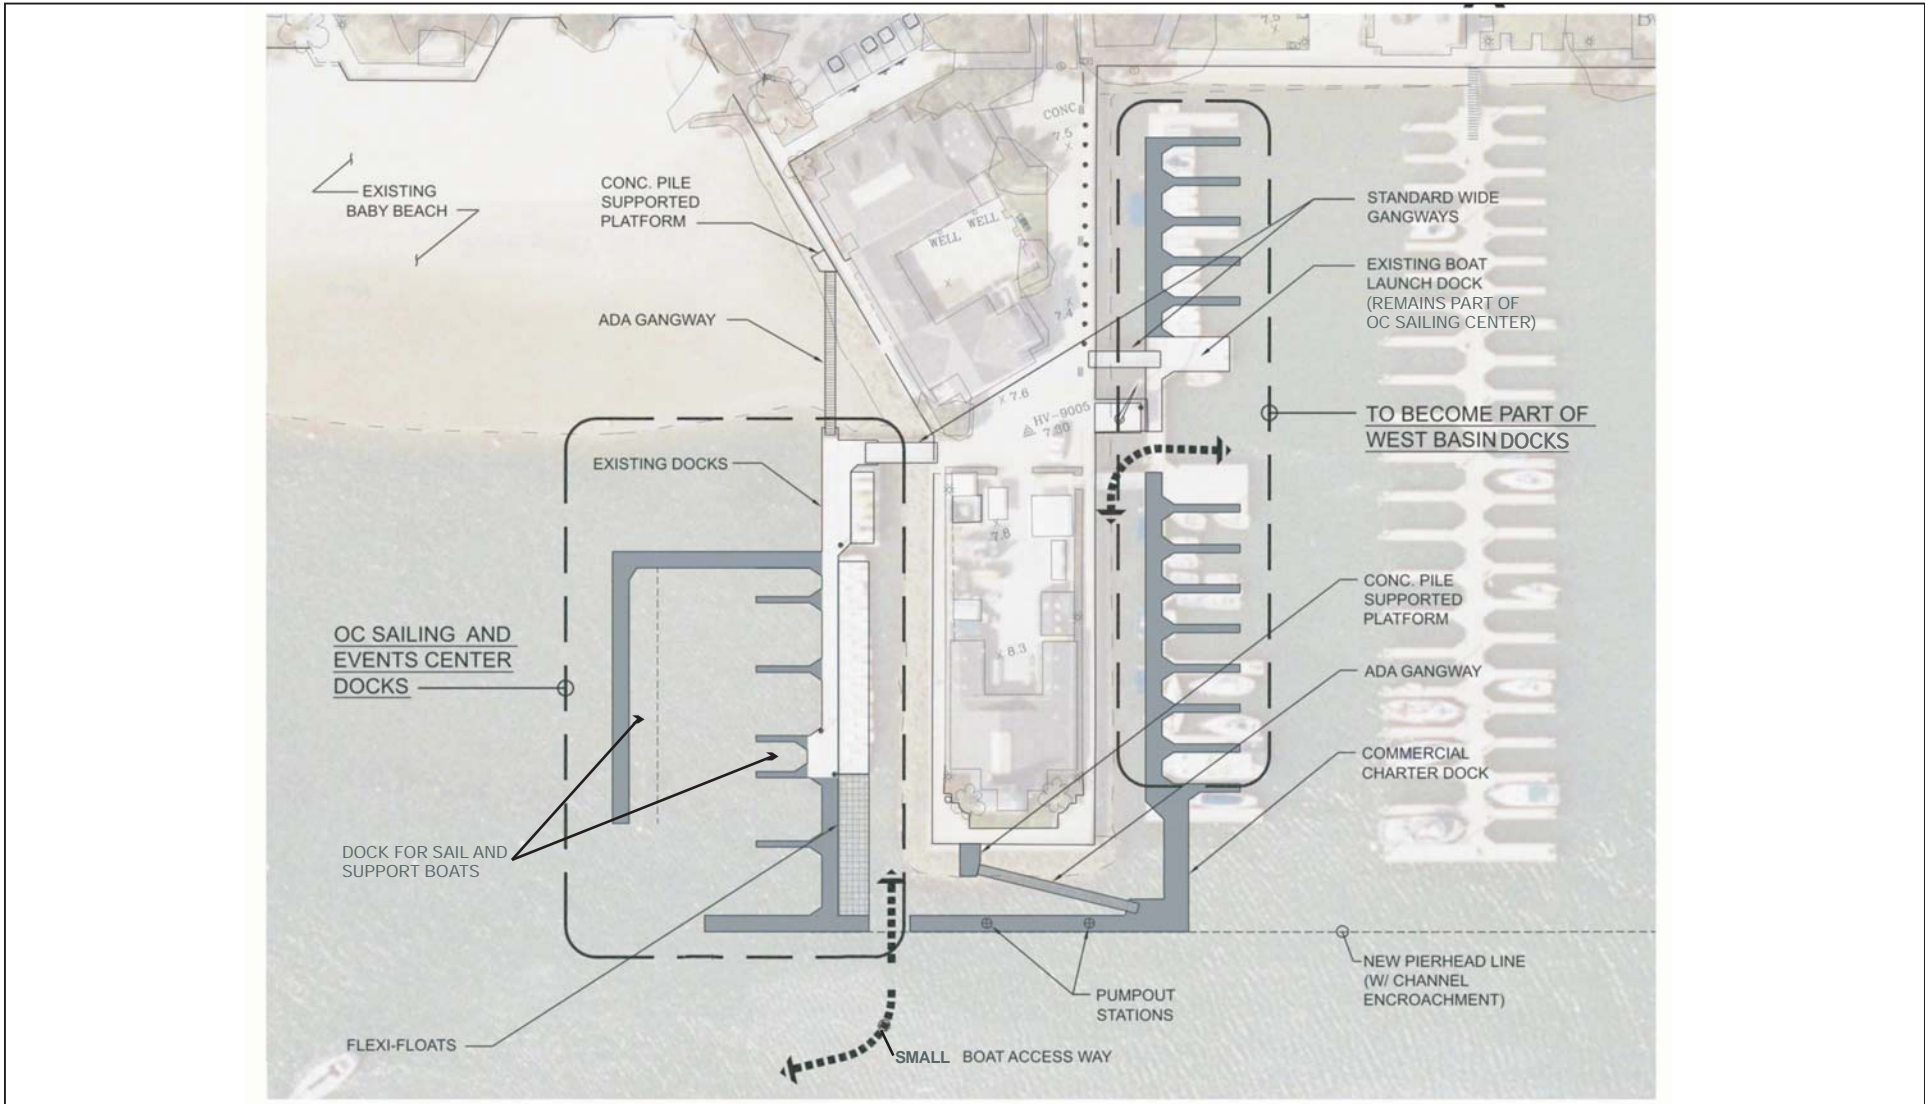 7.5
CONC
7.5
EXISTING
BABY BEACH
CONC. PILE
SUPPORTED
PLATFORM
WELL WELL
STANDARD WIDE
GANGWAYS
EXISTING BOAT
LAUNCH DOCK
(REMAINS PART OF
OC SAILING CENTER)
ADA GANGWAY
7.4
7.6
HV-9005
7.30
TO BECOME PART OF
WEST BASIN DOCKS
EXISTING DOCKS
7.8
CONC. PILE
SUPPORTED
PLATFORM
OC SAILING AND
EVENTS CENTER
DOCKS
8.3
ADA GANGWAY
COMMERCIAL
CHARTER DOCK
DOCK FOR SAIL AND
SUPPORT BOATS
NEW PIERHEAD LINE
(W/ CHANNEL
ENCROACHMENT)
PUMPOUT
STATIONS
FLEXI-FLOATS
SMALL BOAT ACCESS WAY